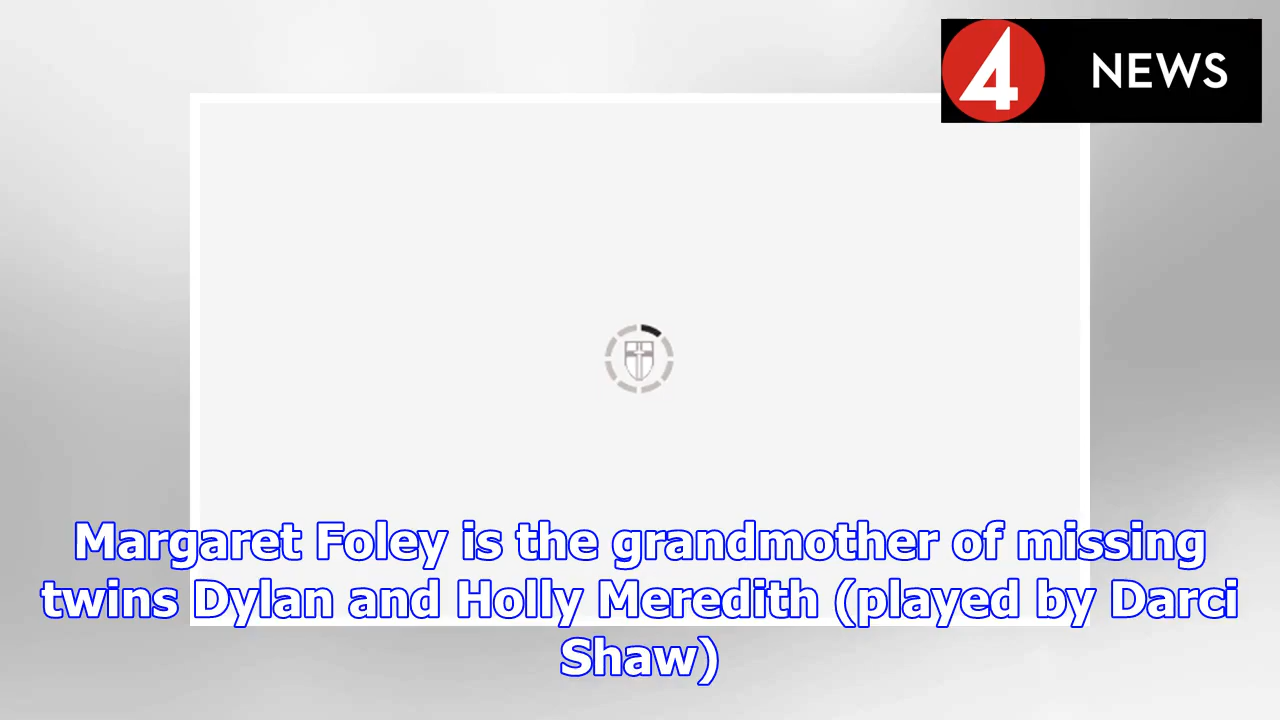 4 NEWS
Margaret Foley is the grandmother of missing
twins Dylan and Holly Meredith (played by Darci
Shaw)